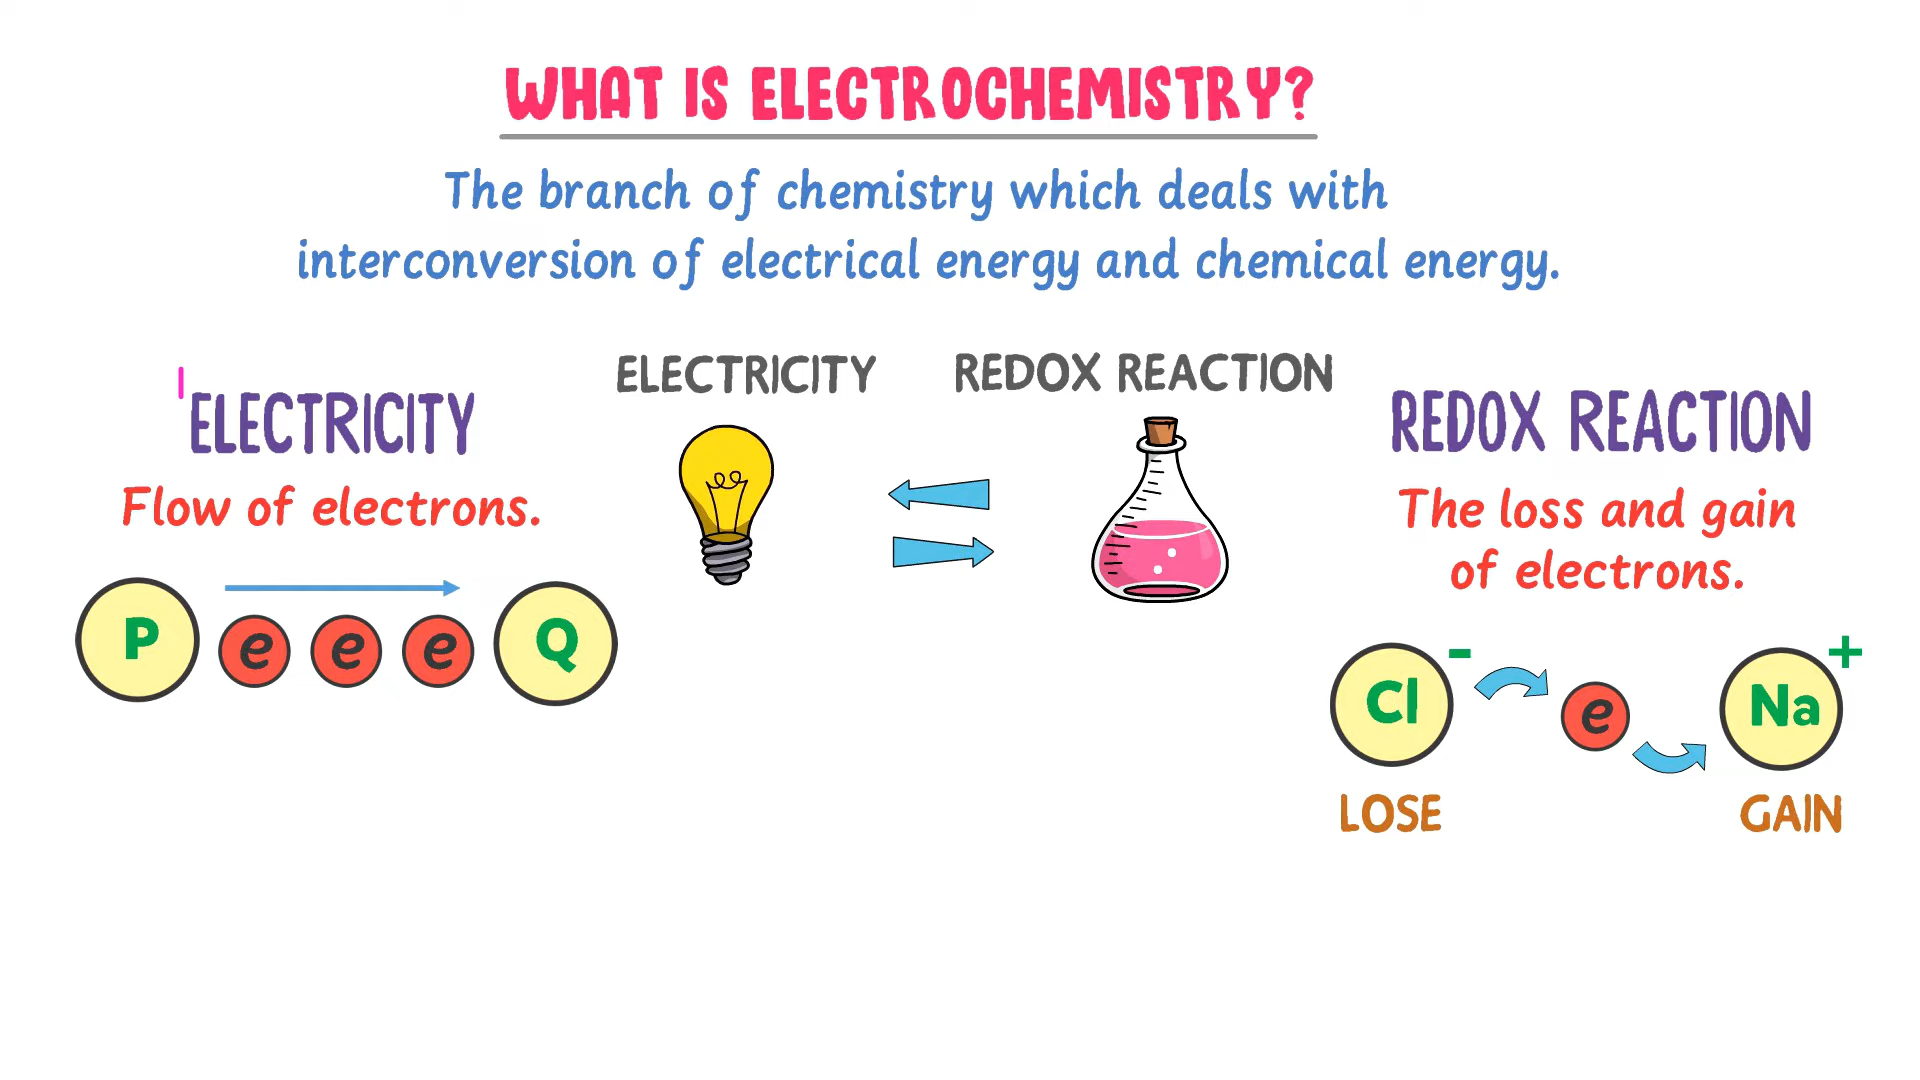 WHAT IS ELECTROCHEMISTRY?
The branch of chemistry which deals with
interconversion of electrical energy and chemical energy.
ELECTRICITY
Flow of electrons.
P e e e Q
ELECTRICITY
REDOX REACTION
REDOX REACTION
The loss and gain
of electrons.
Cl - e Na +
LOSE
GAIN